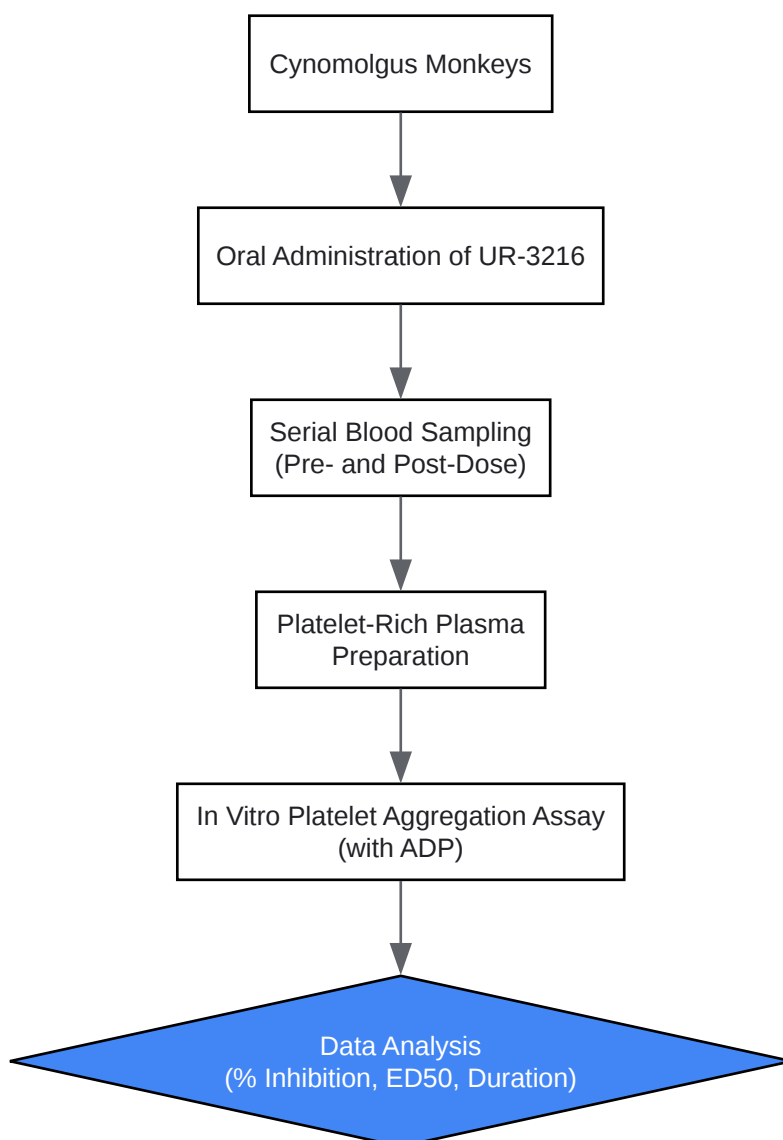 Cynomolgus Monkeys
Oral Administration of UR-3216
Serial Blood Sampling
(Pre- and Post-Dose)
Platelet-Rich Plasma
Preparation
In Vitro Platelet Aggregation Assay
(with ADP)
Data Analysis
(% Inhibition, ED50, Duration)